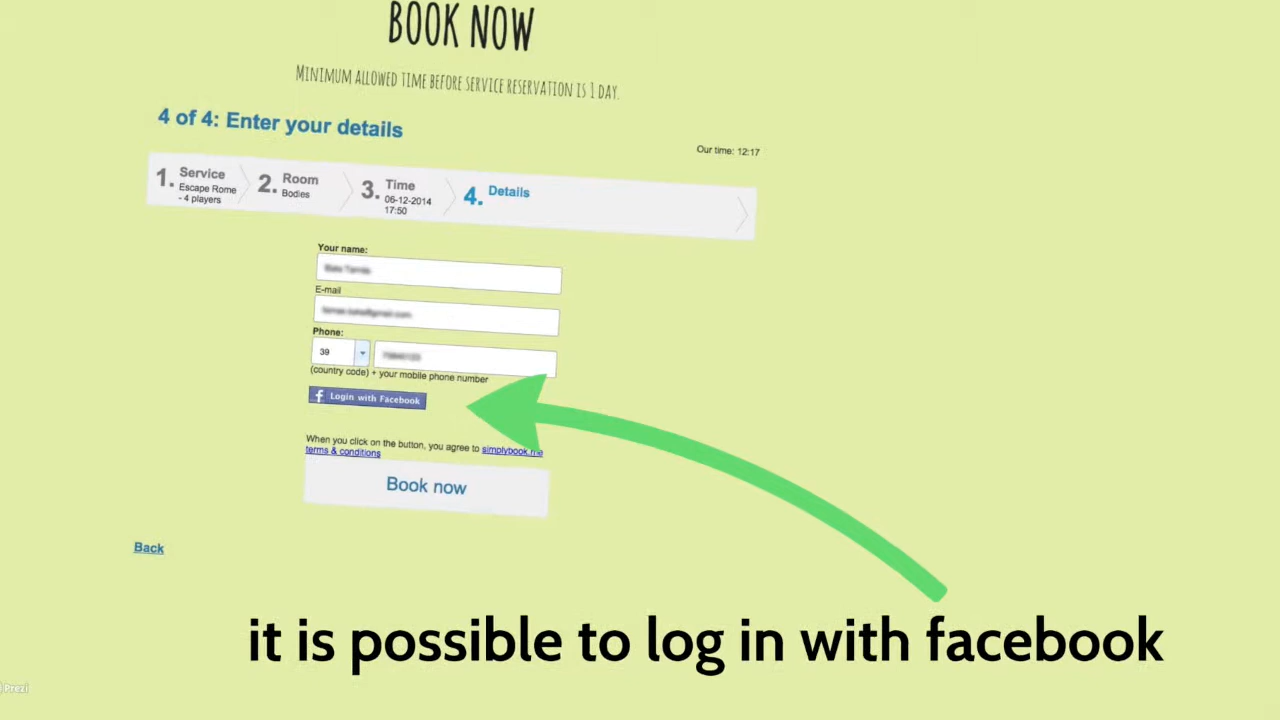 BOOK NOW
MINIMUM ALLOWED TIME BEFORE SERVICE RESERVATION IS 1 DAY.
4 of 4: Enter your details
Our time: 12:17
1. Service
Escape Rome
- 4 players
2. Room
Bodies
3. Time
06-12-2014
17:50
4. Details
Your name:
E-mail
Phone:
39
(country code) + your mobile phone number
f Login with Facebook
When you click on the button, you agree to simplybook.me
terms & conditions
Book now
Back
it is possible to log in with facebook
Prezi